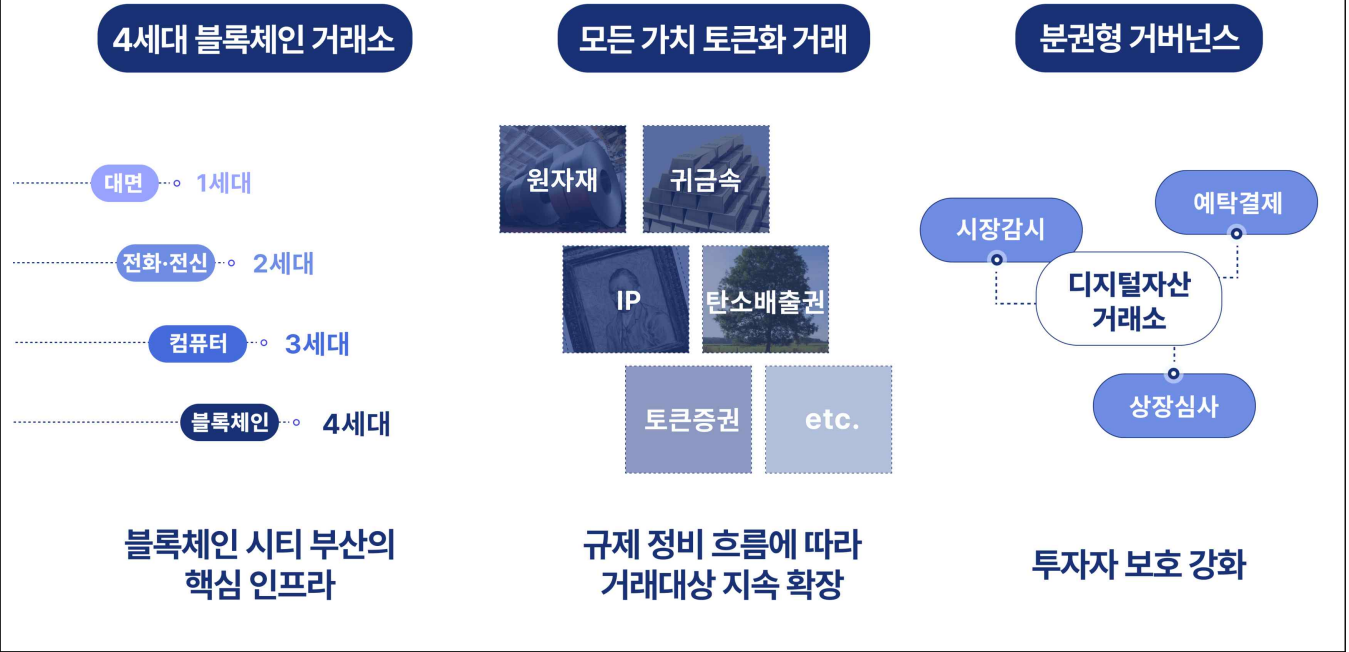 4세대 블록체인 거래소
대면 1세대
전화·전신 2세대
컴퓨터 3세대
블록체인 4세대
블록체인 시티 부산의
핵심 인프라
모든 가치 토큰화 거래
원자재 귀금속
IP 탄소배출권
토큰증권 etc.
규제 정비 흐름에 따라
거래대상 지속 확장
분권형 거버넌스
예탁결제
시장감시
디지털자산
거래소
상장심사
투자자 보호 강화